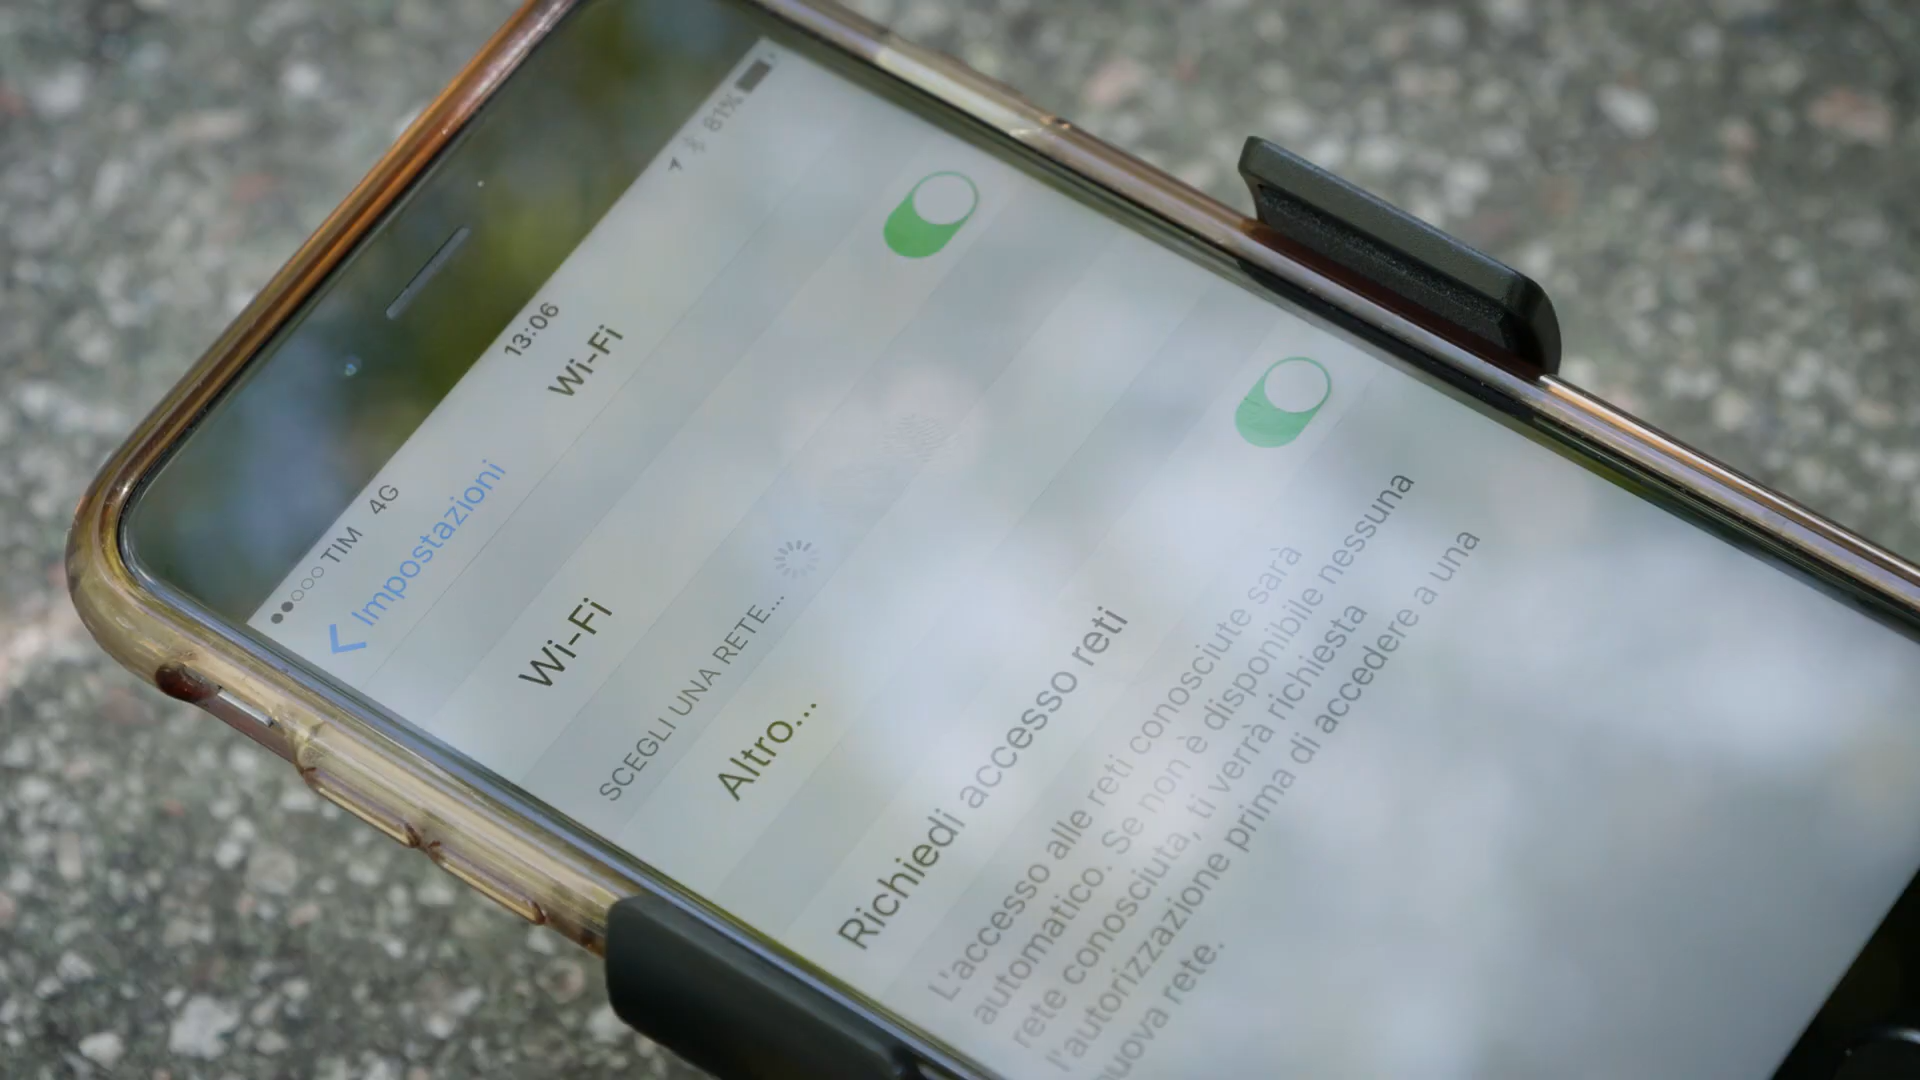 TIM 4G 13:06 81%
Impostazioni Wi-Fi
Wi-Fi
SCEGLI UNA RETE...
Altro...
Richiedi accesso reti
L'accesso alle reti conosciute sarà
automatico. Se non è disponibile nessuna
rete conosciuta, ti verrà richiesta
l'autorizzazione prima di accedere a una
nuova rete.